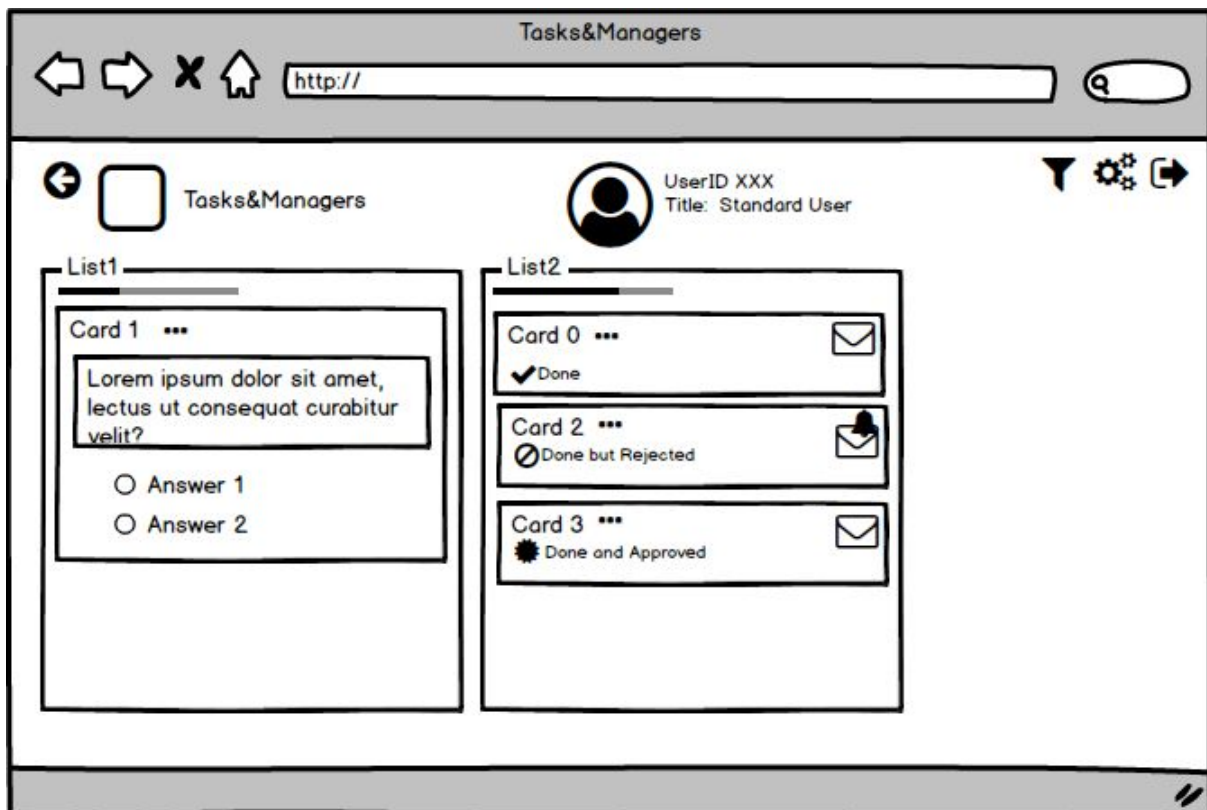 Tasks&Managers
http://
Tasks&Managers
UserID XXX
Title: Standard User
List1
Card 1 •••
Lorem ipsum dolor sit amet,
lectus ut consequat curabitur
velit?
Answer 1
Answer 2
List2
Card 0 •••
Done
Card 2 •••
Done but Rejected
Card 3 •••
Done and Approved